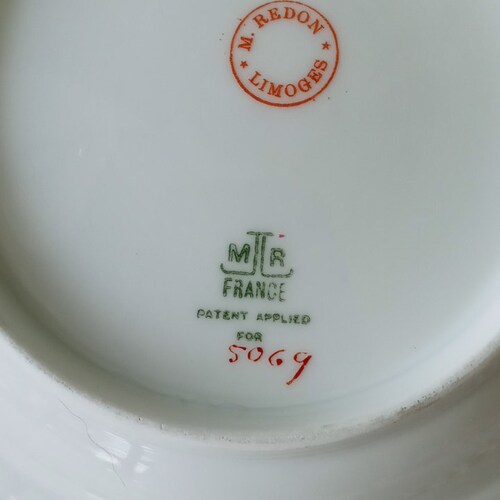 ★ M. REDON ★
LIMOGES
M R
FRANCE
PATENT APPLIED
FOR
5069